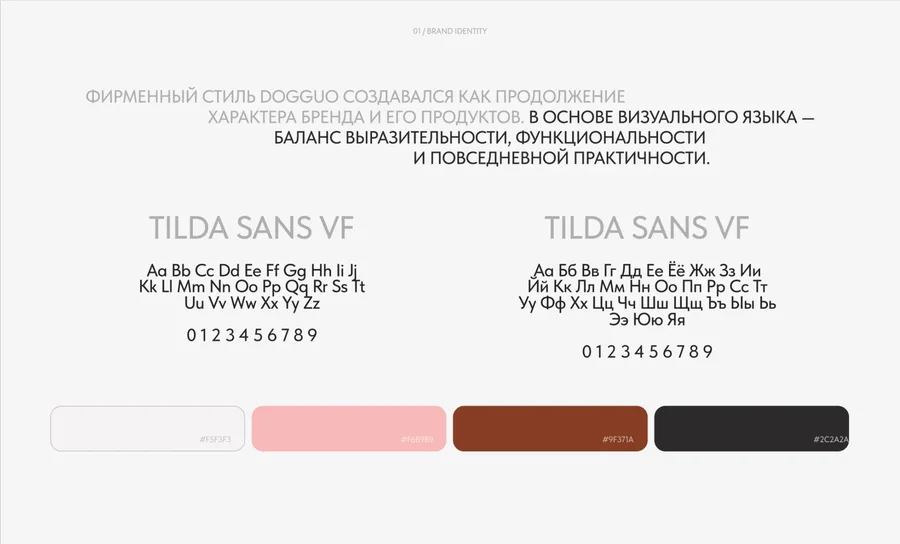 01 / BRAND IDENTITY
ФИРМЕННЫЙ СТИЛЬ DOGGUO СОЗДАВАЛСЯ КАК ПРОДОЛЖЕНИЕ
ХАРАКТЕРА БРЕНДА И ЕГО ПРОДУКТОВ. В ОСНОВЕ ВИЗУАЛЬНОГО ЯЗЫКА —
БАЛАНС ВЫРАЗИТЕЛЬНОСТИ, ФУНКЦИОНАЛЬНОСТИ
И ПОВСЕДНЕВНОЙ ПРАКТИЧНОСТИ.
TILDA SANS VF
Aa Bb Cc Dd Ee Ff Gg Hh Ii Jj
Kk Ll Mm Nn Oo Pp Qq Rr Ss Tt
Uu Vv Ww Xx Yy Zz
0 1 2 3 4 5 6 7 8 9
TILDA SANS VF
Аа Бб Вв Гг Дд Ее Ёё Жж Зз Ии
Йй Кк Лл Мм Нн Оо Пп Рр Сс Тт
Уу Фф Хх Цц Чч Шш Щщ Ъъ Ыы Ьь
Ээ Юю Яя
0 1 2 3 4 5 6 7 8 9
#F5F3F3
#F6B9B9
#9F371A
#2C2A2A